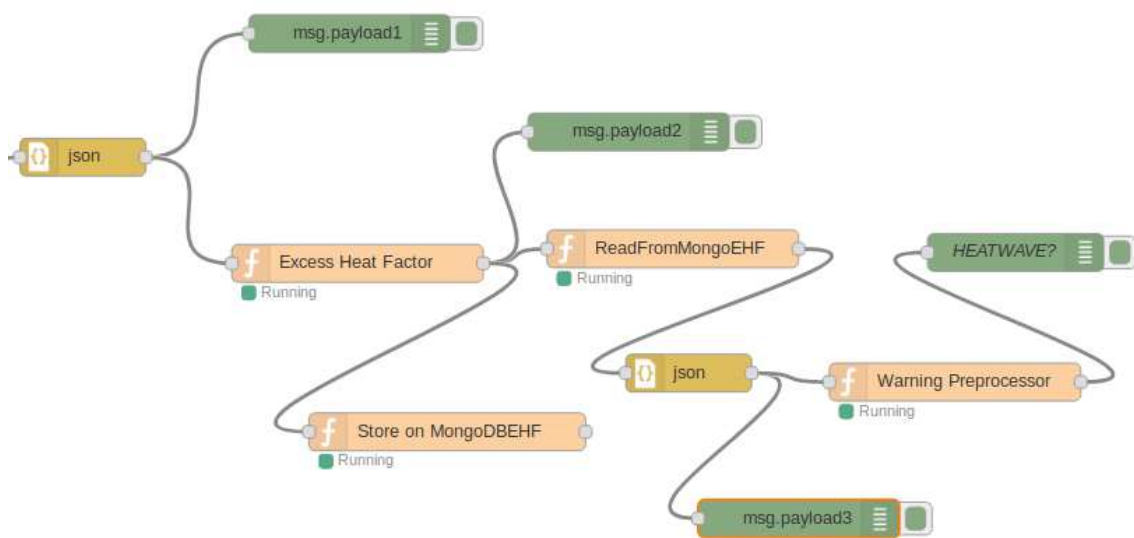 msg.payload1
json
msg.payload2
Excess Heat Factor
Running
ReadFromMongoEHF
Running
HEATWAVE?
json
Warning Preprocessor
Running
Store on MongoDBEHF
Running
msg.payload3